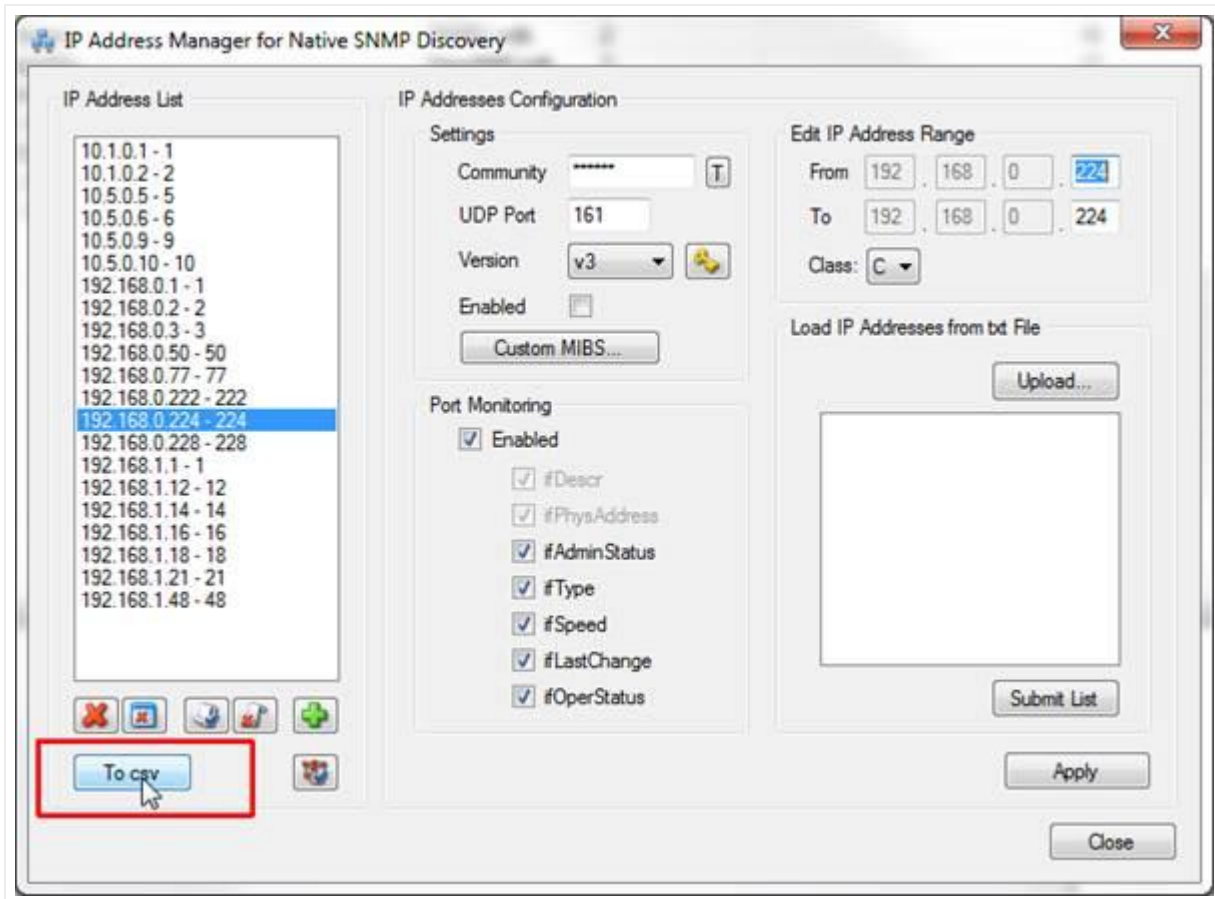 IP Address Manager for Native SNMP Discovery
IP Address List
10.1.0.1 - 1
10.1.0.2 - 2
10.5.0.5 - 5
10.5.0.6 - 6
10.5.0.9 - 9
10.5.0.10 - 10
192.168.0.1 - 1
192.168.0.2 - 2
192.168.0.3 - 3
192.168.0.50 - 50
192.168.0.77 - 77
192.168.0.222 - 222
192.168.0.224 - 224
192.168.0.228 - 228
192.168.1.1 - 1
192.168.1.12 - 12
192.168.1.14 - 14
192.168.1.16 - 16
192.168.1.18 - 18
192.168.1.21 - 21
192.168.1.48 - 48
To csv
IP Addresses Configuration
Settings
Community ****** T
UDP Port 161
Version v3
Enabled
Custom MIBS...
Port Monitoring
Enabled
ifDescr
ifPhysAddress
ifAdminStatus
ifType
ifSpeed
ifLastChange
ifOperStatus
Edit IP Address Range
From 192 . 168 . 0 . 224
To 192 . 168 . 0 . 224
Class: C
Load IP Addresses from txt File
Upload...
Submit List
Apply
Close